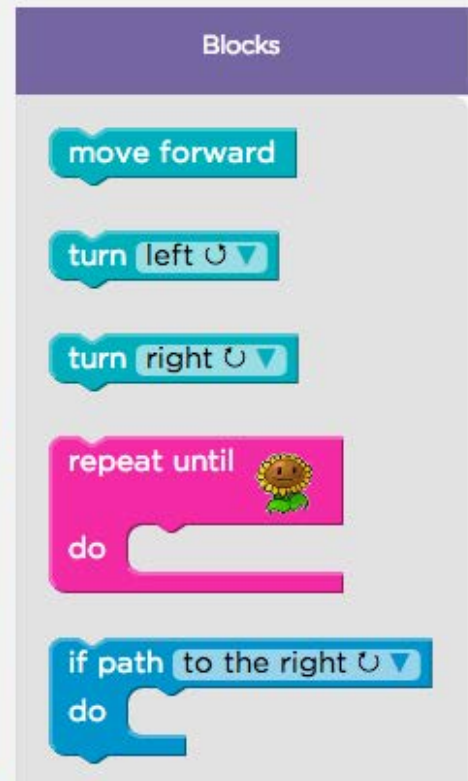 Blocks
move forward
turn left ↺ ▼
turn right ↻ ▼
repeat until
do
if path to the right ↻ ▼
do